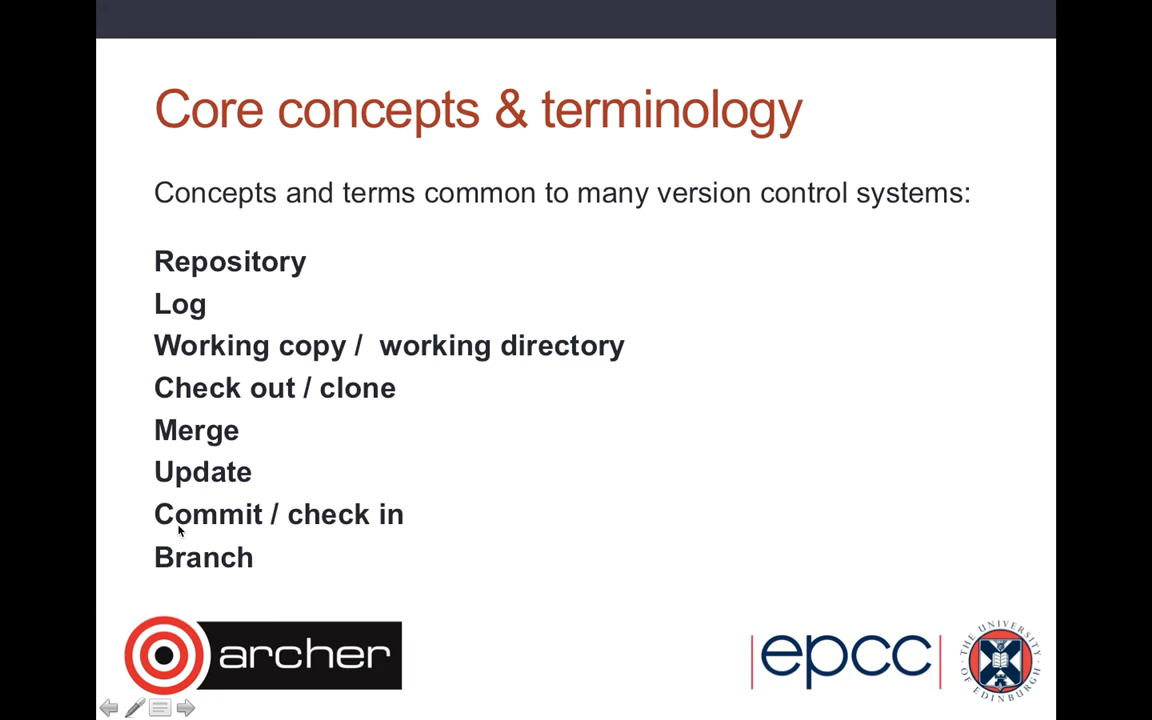 Core concepts & terminology
Concepts and terms common to many version control systems:
Repository
Log
Working copy / working directory
Check out / clone
Merge
Update
Commit / check in
Branch
archer
epcc
THE UNIVERSITY OF EDINBURGH